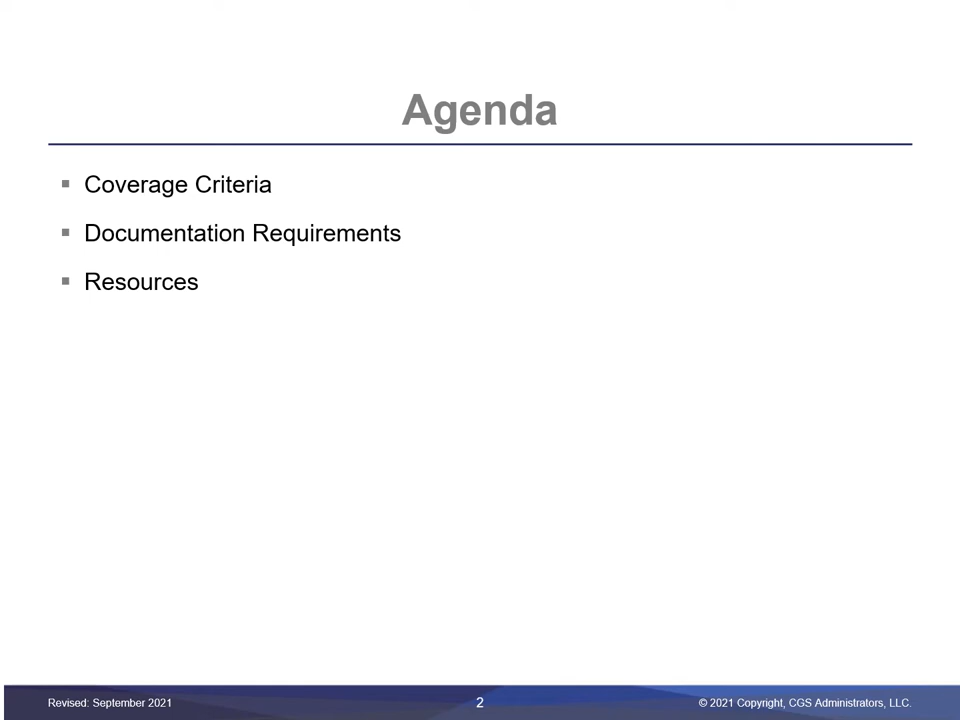 Agenda
Coverage Criteria
Documentation Requirements
Resources
Revised: September 2021
2
© 2021 Copyright, CGS Administrators, LLC.